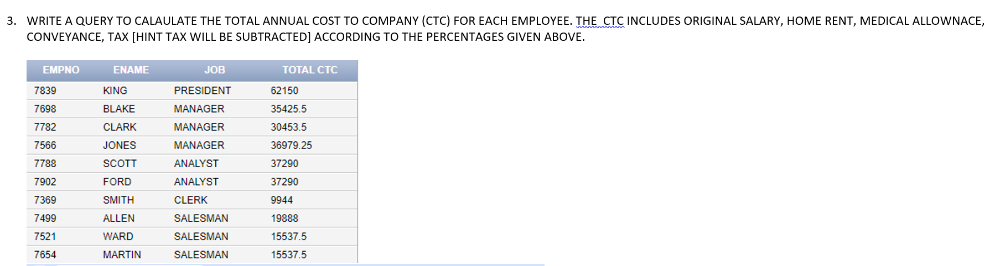 3. WRITE A QUERY TO CALAULATE THE TOTAL ANNUAL COST TO COMPANY (CTC) FOR EACH EMPLOYEE. THE CTC INCLUDES ORIGINAL SALARY, HOME RENT, MEDICAL ALLOWNACE,
CONVEYANCE, TAX [HINT TAX WILL BE SUBTRACTED] ACCORDING TO THE PERCENTAGES GIVEN ABOVE.
EMPNO ENAME JOB TOTAL CTC
7839 KING PRESIDENT 62150
7698 BLAKE MANAGER 35425.5
7782 CLARK MANAGER 30453.5
7566 JONES MANAGER 36979.25
7788 SCOTT ANALYST 37290
7902 FORD ANALYST 37290
7369 SMITH CLERK 9944
7499 ALLEN SALESMAN 19888
7521 WARD SALESMAN 15537.5
7654 MARTIN SALESMAN 15537.5